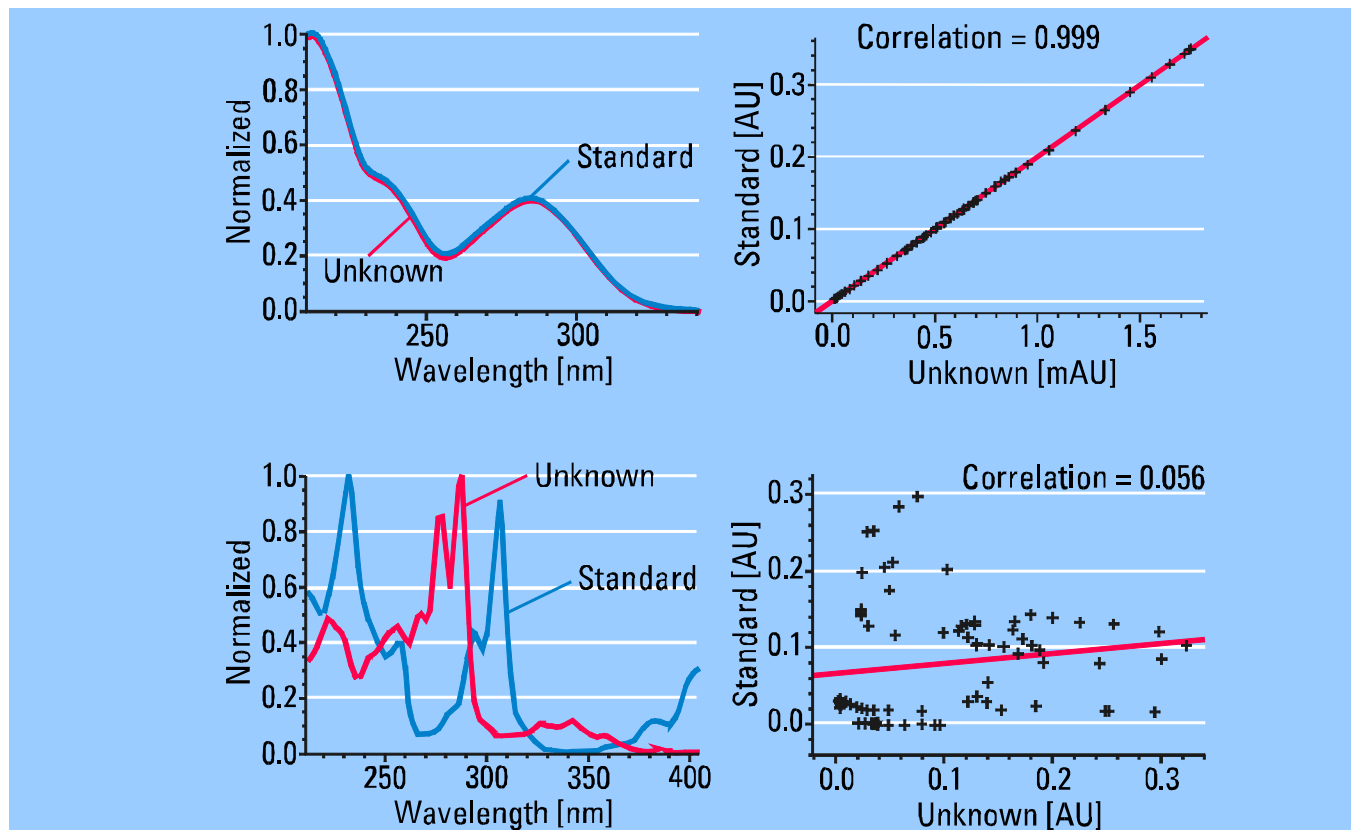 Normalized
1.0
0.8
0.6
0.4
0.2
0.0
Standard
Unknown
250
300
Wavelength [nm]
Correlation = 0.999
Standard [AU]
0.3
0.2
0.1
0.0
0.0
0.5
1.0
1.5
Unknown [mAU]
Normalized
1.0
0.8
0.6
0.4
0.2
0.0
Unknown
Standard
250
300
350
400
Wavelength [nm]
Correlation = 0.056
Standard [AU]
0.3
0.2
0.1
0.0
0.0
0.1
0.2
0.3
Unknown [AU]